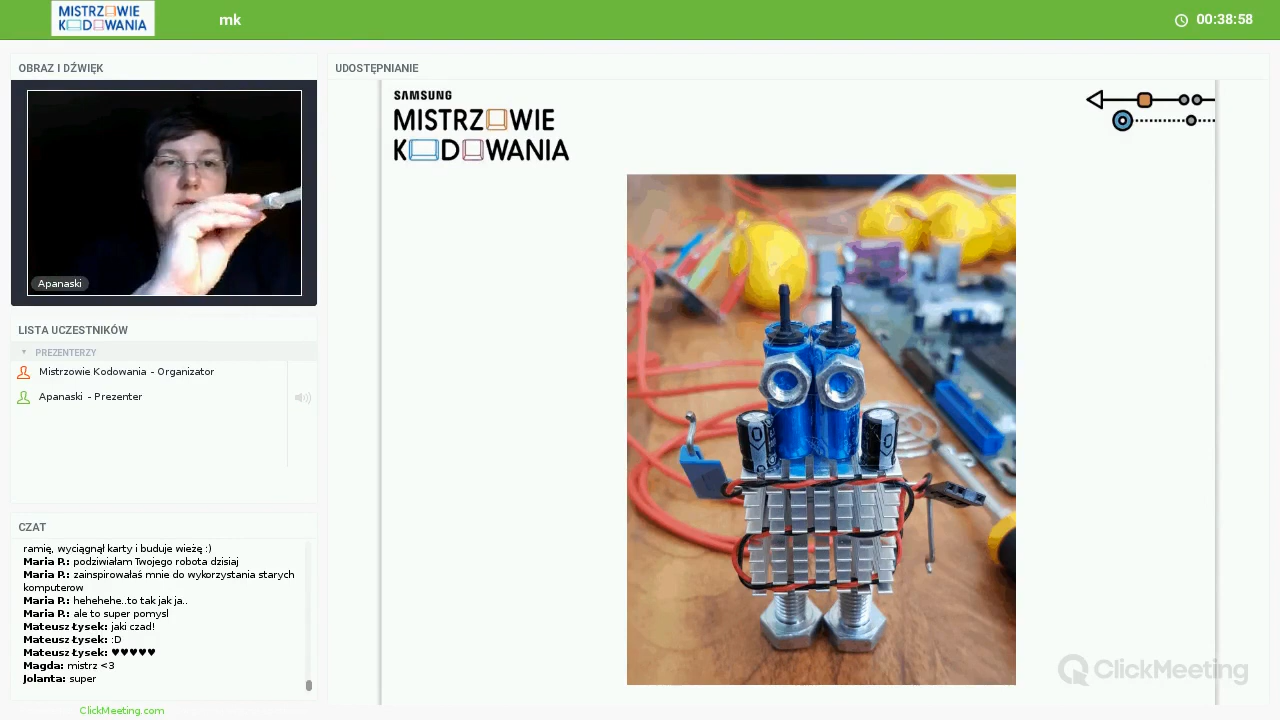 MISTRZOWIE
KODOWANIA
mk
00:38:58
OBRAZ I DŹWIĘK
Apanaski
LISTA UCZESTNIKÓW
PREZENTERZY
Mistrzowie Kodowania - Organizator
Apanaski - Prezenter
CZAT
ramię, wyciągnął karty i buduje wieżę :)
Maria P.: podziwiałam Twojego robota dzisiaj
Maria P.: zainspirowałaś mnie do wykorzystania starych
komputerow
Maria P.: hehehehe..to tak jak ja..
Maria P.: ale to super pomysl
Mateusz Łysek: jaki czad!
Mateusz Łysek: :D
Mateusz Łysek: ♥♥♥♥♥
Magda: mistrz <3
Jolanta: super
ClickMeeting.com
UDOSTĘPNIANIE
SAMSUNG
MISTRZOWIE
KODOWANIA
ClickMeeting